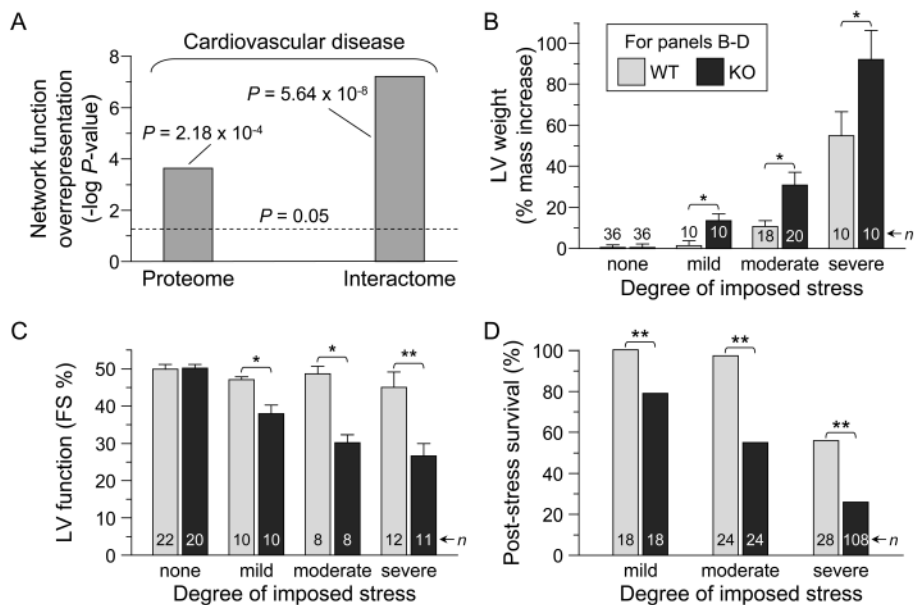 A
Cardiovascular disease
Network function
overrepresentation
(-log P-value)
8
6
4
2
0
P = 5.64 x 10⁻⁸
P = 2.18 x 10⁻⁴
P = 0.05
Proteome
Interactome
B
For panels B-D
WT
KO
LV weight
(% mass increase)
100
80
60
40
20
0
*
*
*
36
36
10
10
18
20
10
10
n
none
mild
moderate
severe
Degree of imposed stress
C
LV function (FS %)
50
40
30
20
10
0
*
*
**
22
20
10
10
8
8
12
11
n
none
mild
moderate
severe
Degree of imposed stress
D
Post-stress survival (%)
100
80
60
40
20
0
**
**
**
18
18
24
24
28
108
n
mild
moderate
severe
Degree of imposed stress